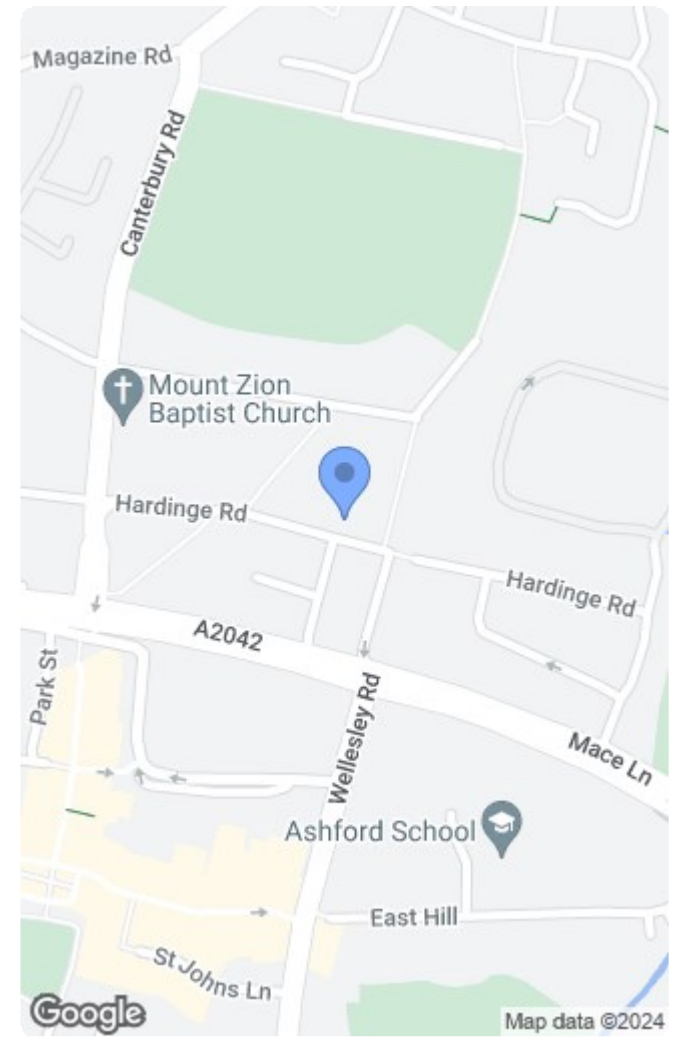 Magazine Rd
Canterbury Rd
Mount Zion
Baptist Church
Hardinge Rd
Hardinge Rd
A2042
Park St
Wellesley Rd
Mace Ln
Ashford School
East Hill
St Johns Ln
Google
Map data ©2024